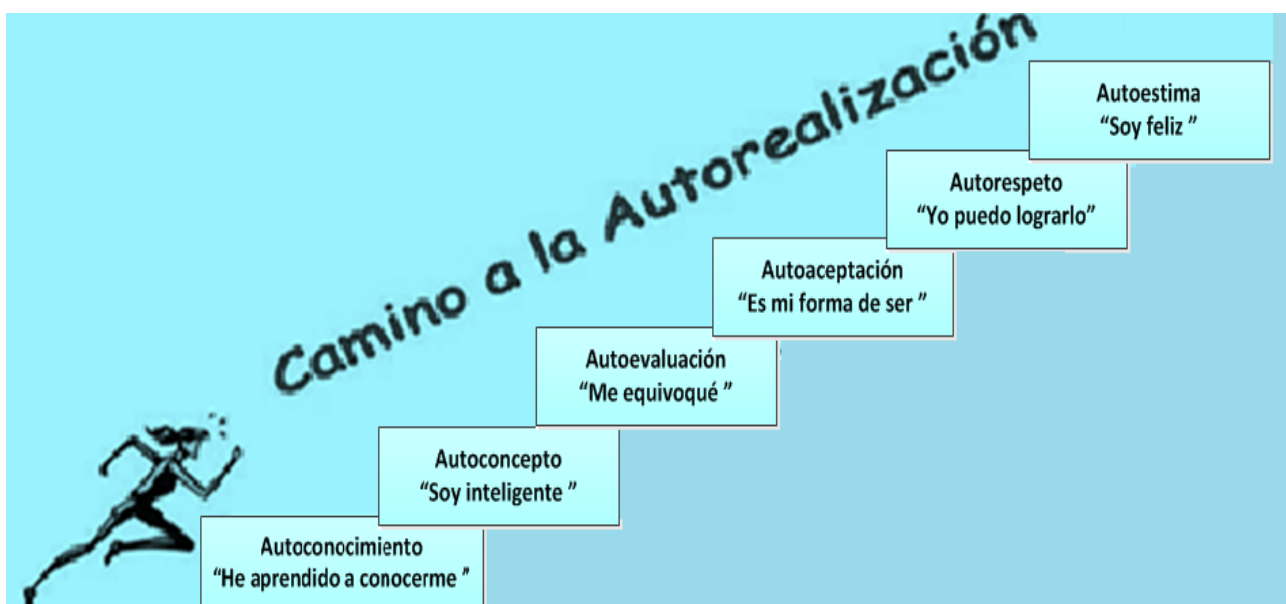 Camino a la Autorealización
Autoestima
“Soy feliz ”
Autorespeto
“Yo puedo lograrlo”
Autoaceptación
“Es mi forma de ser ”
Autoevaluación
“Me equivoqué ”
Autoconcepto
“Soy inteligente ”
Autoconocimiento
“He aprendido a conocerme ”